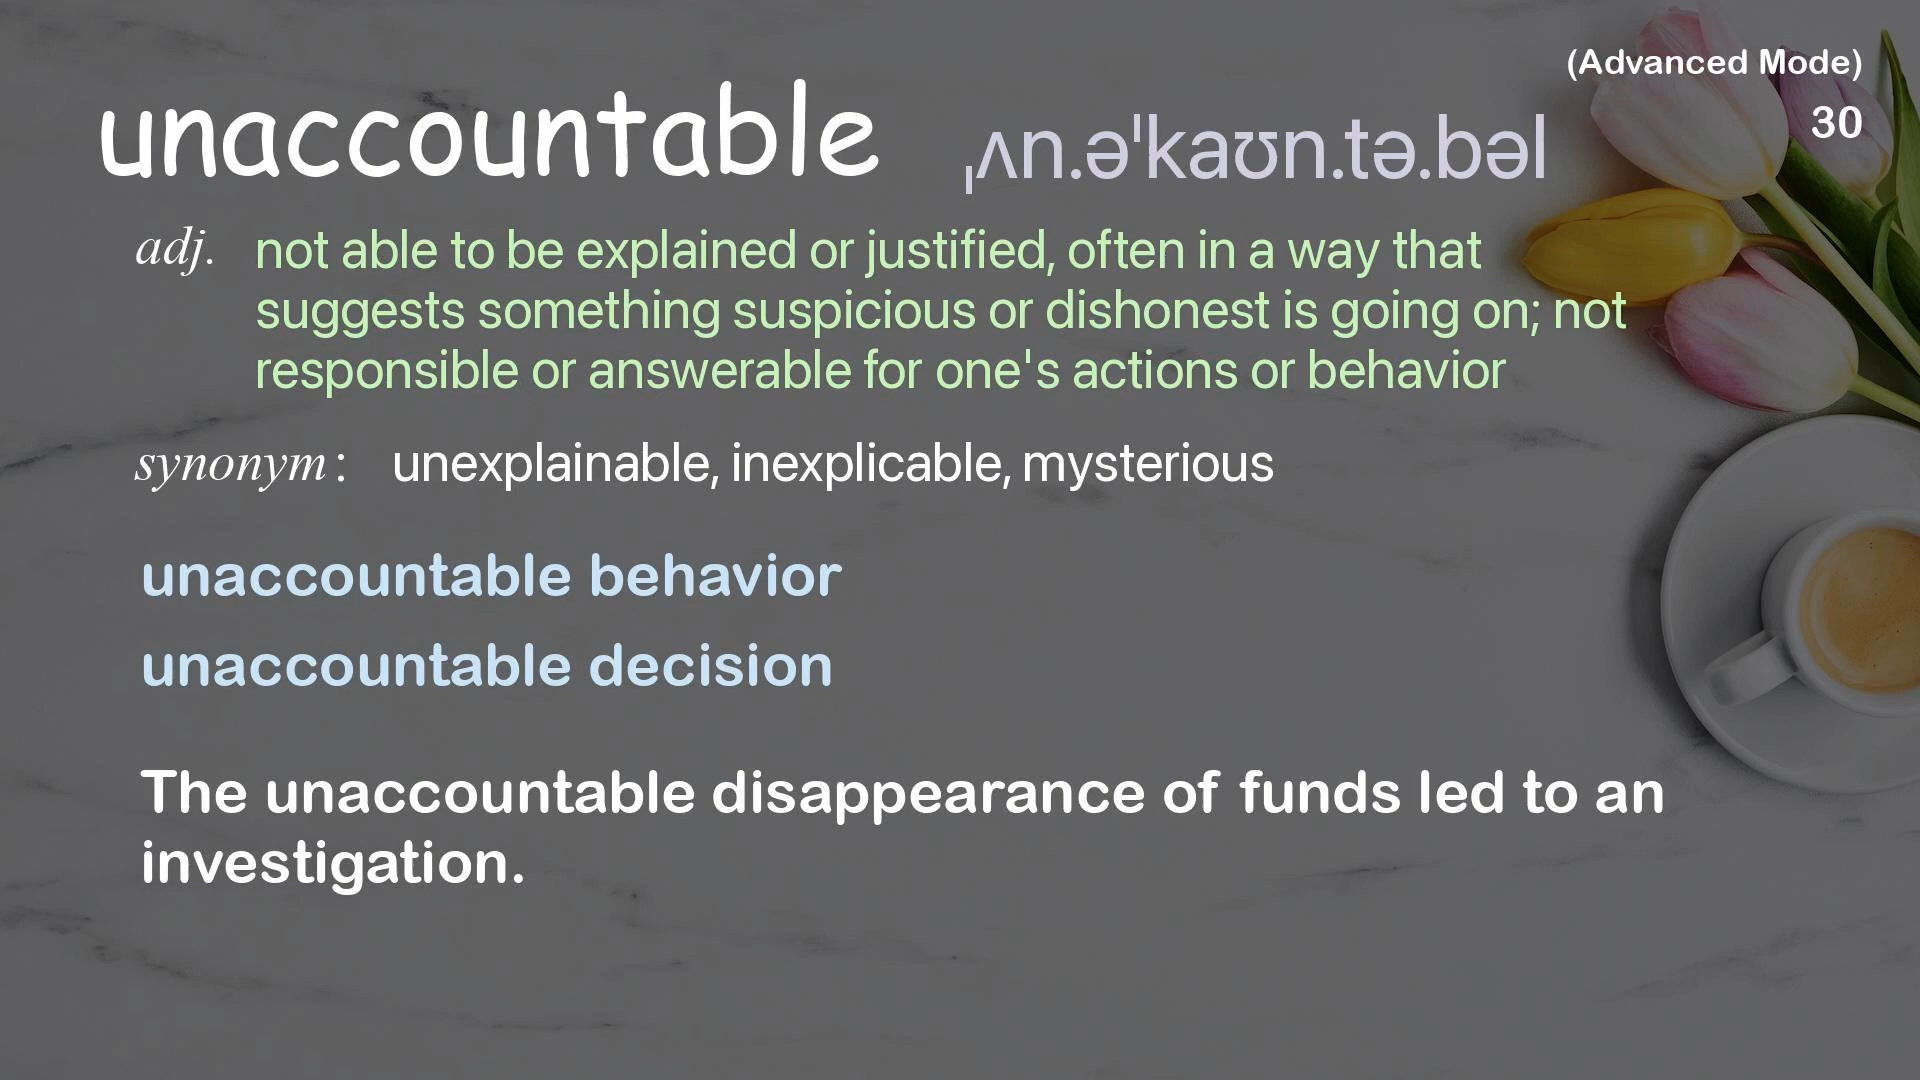 (Advanced Mode)
unaccountable ˌʌn.əˈkaʊn.tə.bəl
30
adj. not able to be explained or justified, often in a way that
suggests something suspicious or dishonest is going on; not
responsible or answerable for one's actions or behavior
synonym: unexplainable, inexplicable, mysterious
unaccountable behavior
unaccountable decision
The unaccountable disappearance of funds led to an
investigation.